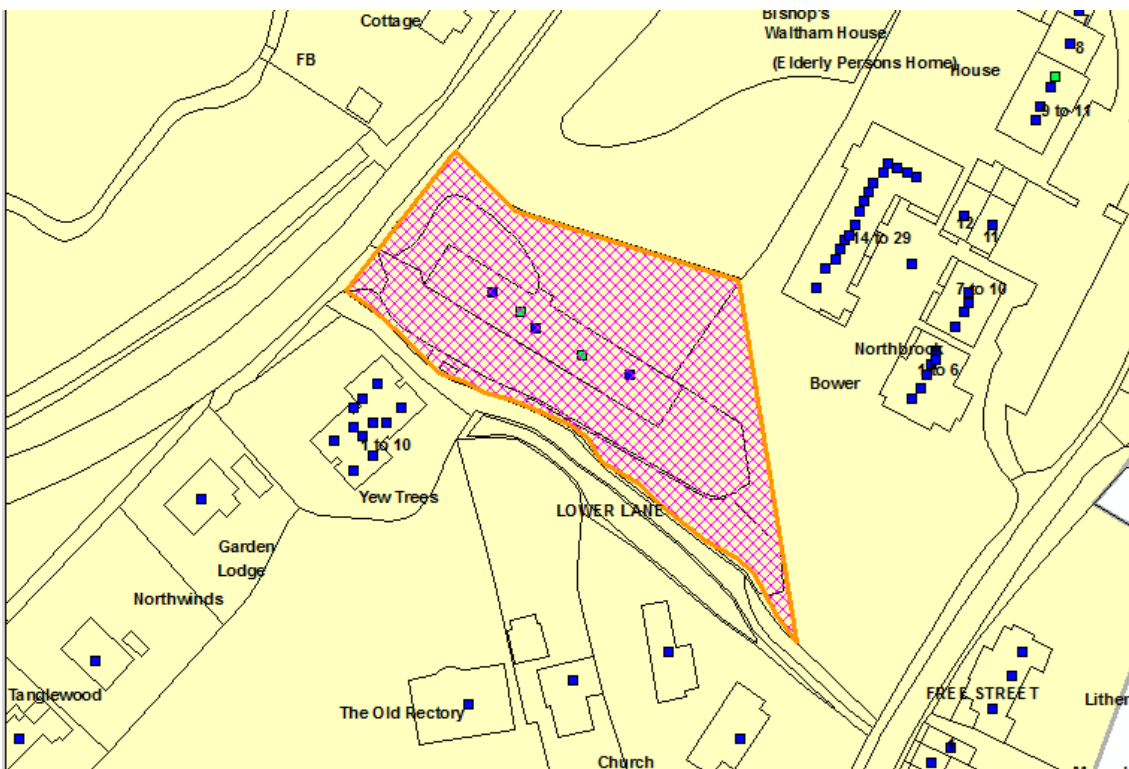 Cottage
FB
Bishop's
Waltham House
(Elderly Persons Home)
House
8
9 to 11
14 to 29
12
11
7 to 10
Northbrook
1 to 6
Bower
1 to 10
Yew Trees
LOWER LANE
Garden
Lodge
Northwinds
Tanglewood
The Old Rectory
Church
FREE STREET